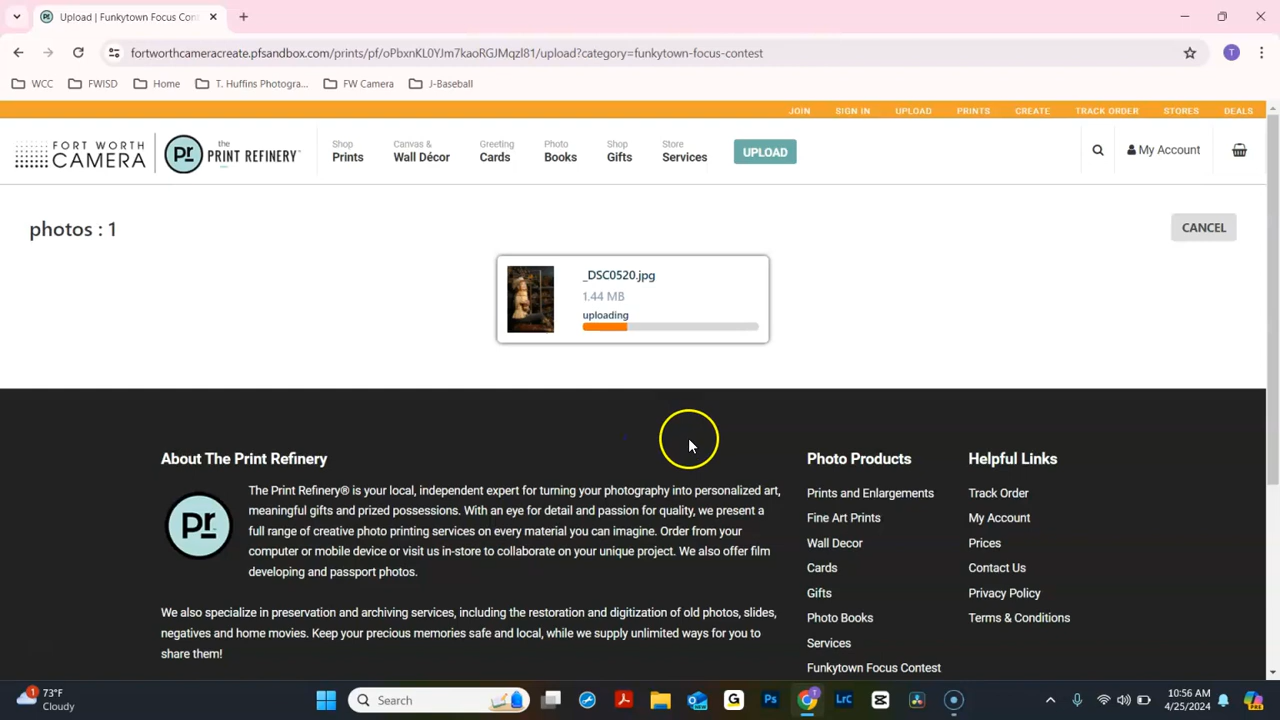 Upload | Funkytown Focus Cont
fortworthcameracreate.pfsandbox.com/prints/pf/oPbxnKL0YJm7kaoRGJMqzl81/upload?category=funkytown-focus-contest
T
WCC
FWISD
Home
T. Huffins Photogra...
FW Camera
J-Baseball
JOIN
SIGN IN
UPLOAD
PRINTS
CREATE
TRACK ORDER
STORES
DEALS
FORT WORTH
CAMERA
Pr
the
PRINT REFINERY
Shop
Prints
Canvas &
Wall Décor
Greeting
Cards
Photo
Books
Shop
Gifts
Store
Services
UPLOAD
My Account
photos : 1
CANCEL
_DSC0520.jpg
1.44 MB
uploading
About The Print Refinery
Pr
The Print Refinery® is your local, independent expert for turning your photography into personalized art,
meaningful gifts and prized possessions. With an eye for detail and passion for quality, we present a
full range of creative photo printing services on every material you can imagine. Order from your
computer or mobile device or visit us in-store to collaborate on your unique project. We also offer film
developing and passport photos.
We also specialize in preservation and archiving services, including the restoration and digitization of old photos, slides,
negatives and home movies. Keep your precious memories safe and local, while we supply unlimited ways for you to
share them!
Photo Products
Prints and Enlargements
Fine Art Prints
Wall Decor
Cards
Gifts
Photo Books
Services
Funkytown Focus Contest
Helpful Links
Track Order
My Account
Prices
Contact Us
Privacy Policy
Terms & Conditions
1
73°F
Cloudy
Search
G
Ps
T
LrC
10:56 AM
4/25/2024